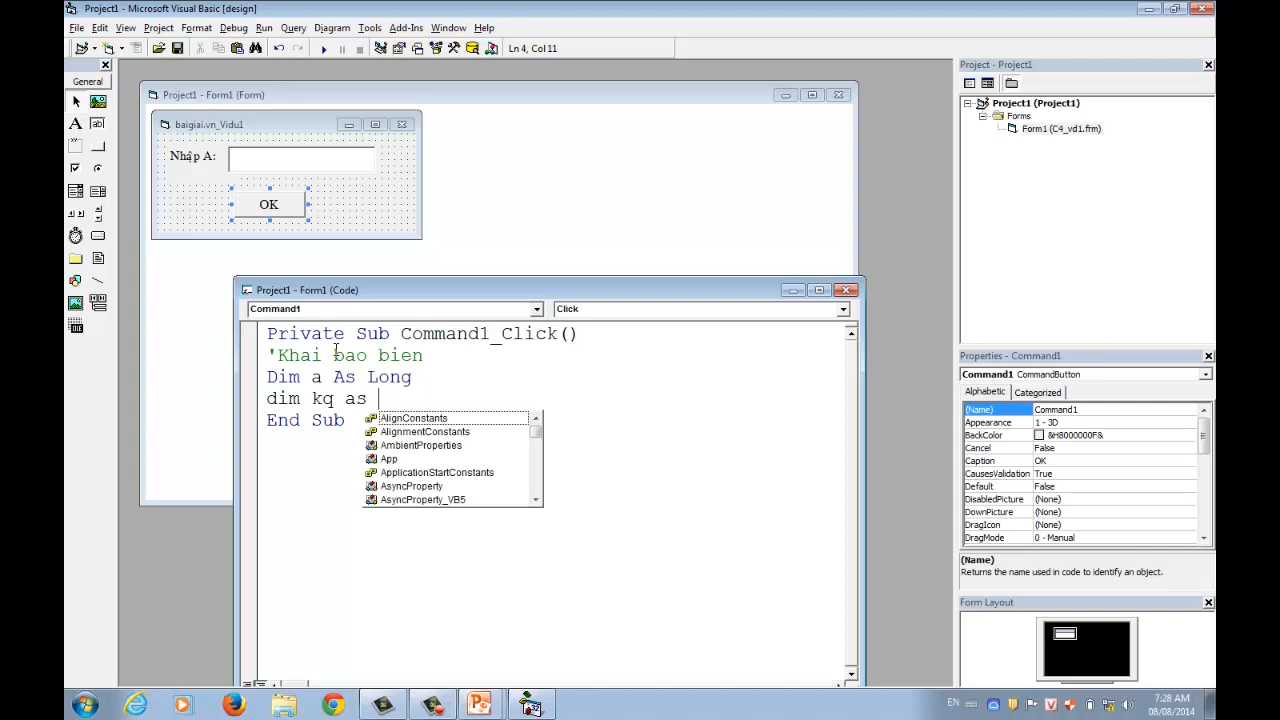 Project1 - Microsoft Visual Basic [design]
File Edit View Project Format Debug Run Query Diagram Tools Add-Ins Window Help
Ln 4, Col 11
General
Project1 - Form1 (Form)
baigiai.vn_Vidu1
Nhập A:
OK
Project1 - Form1 (Code)
Command1 Click
Private Sub Command1_Click()
'Khai bao bien
Dim a As Long
dim kq as
End Sub
AlignConstants
AlignmentConstants
AmbientProperties
App
ApplicationStartConstants
AsyncProperty
AsyncProperty_VB5
Project - Project1
Project1 (Project1)
Forms
Form1 (C4_vd1.frm)
Properties - Command1
Command1 CommandButton
Alphabetic Categorized
(Name) Command1
Appearance 1 - 3D
BackColor &H8000000F&
Cancel False
Caption OK
CausesValidation True
Default False
DisabledPicture (None)
DownPicture (None)
DragIcon (None)
DragMode 0 - Manual
(Name)
Returns the name used in code to identify an object.
Form Layout
EN
7:28 AM
08/08/2014